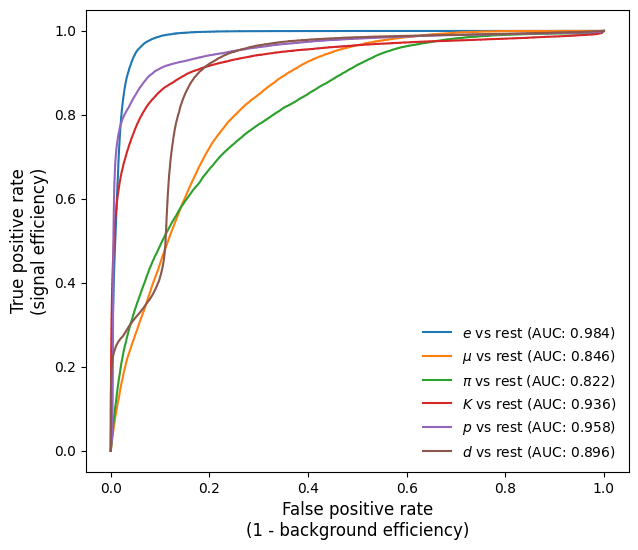 1.0
0.8
0.6
0.4
0.2
0.0
True positive rate
(signal efficiency)
e vs rest (AUC: 0.984)
μ vs rest (AUC: 0.846)
π vs rest (AUC: 0.822)
K vs rest (AUC: 0.936)
p vs rest (AUC: 0.958)
d vs rest (AUC: 0.896)
0.0 0.2 0.4 0.6 0.8 1.0
False positive rate
(1 - background efficiency)